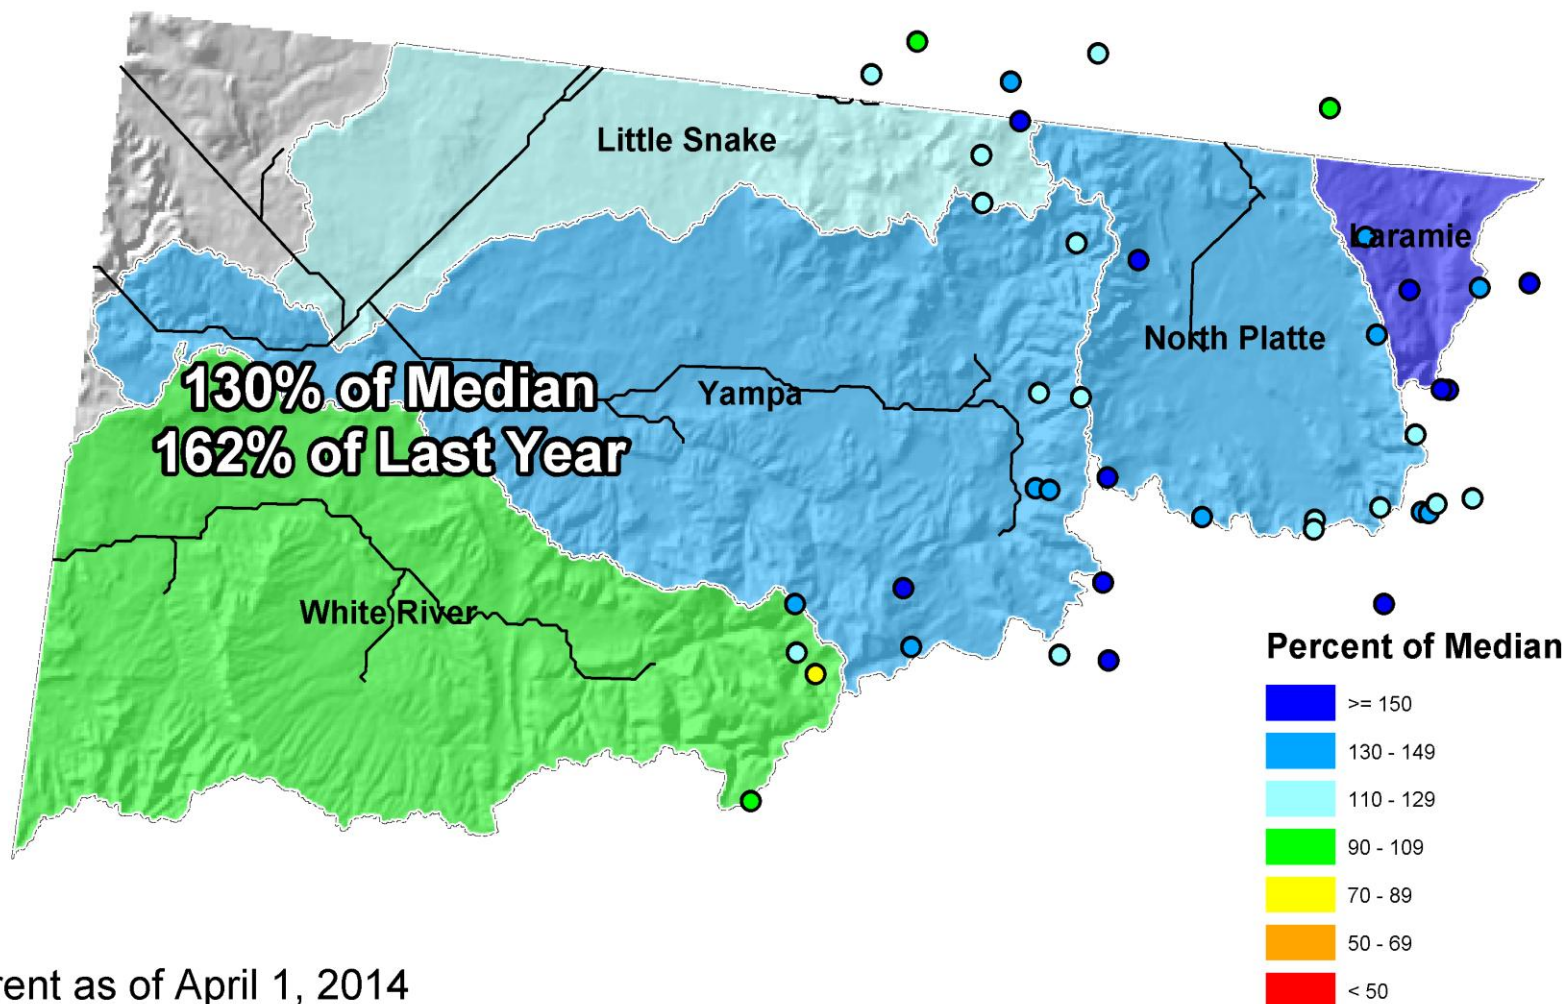 Little Snake
Laramie
North Platte
130% of Median
162% of Last Year
Yampa
White River
Percent of Median
>= 150
130 - 149
110 - 129
90 - 109
70 - 89
50 - 69
< 50
rent as of April 1, 2014